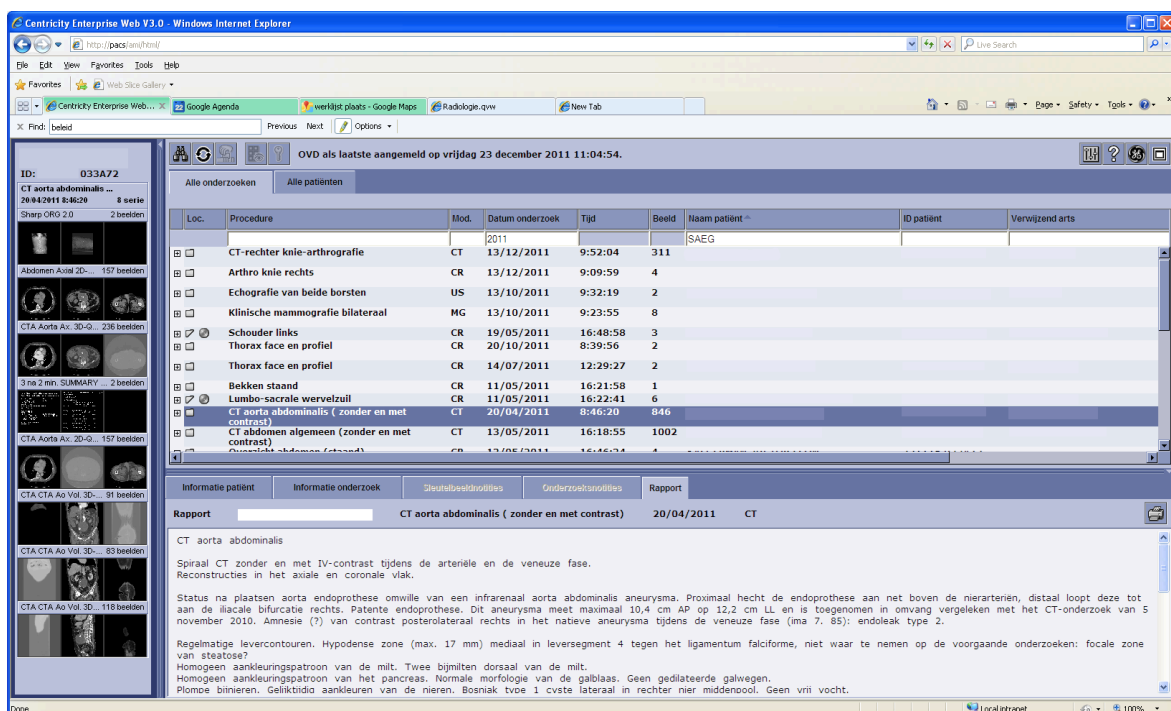 Centricity Enterprise Web V3.0 - Windows Internet Explorer
http://pacs/ami/html/
Live Search
File Edit View Favorites Tools Help
Favorites Web Slice Gallery
Centricity Enterprise Web... Google Agenda werklijst plaats - Google Maps Radiologie.qvw New Tab Page Safety Tools
Find: beleid Previous Next Options
OVD als laatste aangemeld op vrijdag 23 december 2011 11:04:54.
ID: 033A72
CT aorta abdominalis ...
20/04/2011 8:46:20 8 serie
Sharp ORG 2.0 2 beelden
Abdomen Axial 2D-... 157 beelden
CTA Aorta Ax. 3D-Q... 236 beelden
3 na 2 min. SUMMARY ... 2 beelden
CTA Aorta Ax. 2D-Q... 157 beelden
CTA CTA Ao Vol. 3D-... 91 beelden
CTA CTA Ao Vol. 3D-... 83 beelden
CTA CTA Ao Vol. 3D... 118 beelden
Alle onderzoeken Alle patiënten
Loc. Procedure Mod. Datum onderzoek Tijd Beeld Naam patiënt ID patiënt Verwijzend arts
2011 SAEG
CT-rechter knie-arthrografie CT 13/12/2011 9:52:04 311
Arthro knie rechts CR 13/12/2011 9:09:59 4
Echografie van beide borsten US 13/10/2011 9:32:19 2
Klinische mammografie bilateraal MG 13/10/2011 9:23:55 8
Schouder links CR 19/05/2011 16:48:58 3
Thorax face en profiel CR 20/10/2011 8:39:56 2
Thorax face en profiel CR 14/07/2011 12:29:27 2
Bekken staand CR 11/05/2011 16:21:58 1
Lumbo-sacrale wervelzuil CR 11/05/2011 16:22:41 6
CT aorta abdominalis ( zonder en met contrast) CT 20/04/2011 8:46:20 846
CT abdomen algemeen (zonder en met contrast) CT 13/05/2011 16:18:55 1002
Overzicht abdomen (staand) CR
Informatie patiënt Informatie onderzoek Sleutelbeeldnotities Onderzoeksnotities Rapport
Rapport CT aorta abdominalis ( zonder en met contrast) 20/04/2011 CT
CT aorta abdominalis
Spiraal CT zonder en met IV-contrast tijdens de arteriële en de veneuze fase.
Reconstructies in het axiale en coronale vlak.
Status na plaatsen aorta endoprothese omwille van een infrarenaal aorta abdominalis aneurysma. Proximaal hecht de endoprothese aan net boven de nierarteriën, distaal loopt deze tot
aan de iliacale bifurcatie rechts. Patente endoprothese. Dit aneurysma meet maximaal 10,4 cm AP op 12,2 cm LL en is toegenomen in omvang vergeleken met het CT-onderzoek van 5
november 2010. Amnesie (?) van contrast posterolateraal rechts in het natieve aneurysma tijdens de veneuze fase (ima 7. 85): endoleak type 2.
Regelmatige levercontouren. Hypodense zone (max. 17 mm) mediaal in leversegment 4 tegen het ligamentum falciforme, niet waar te nemen op de voorgaande onderzoeken: focale zone
van steatose?
Homogeen aankleuringspatroon van de milt. Twee bijmilten dorsaal van de milt.
Homogeen aankleuringspatroon van het pancreas. Normale morfologie van de galblaas. Geen gedilateerde galwegen.
Plompe bijnieren. Gelijktijdig aankleuren van de nieren. Bosniak type 1 cyste lateraal in rechter nier middenpool. Geen vrij vocht.
Done Local intranet 100%